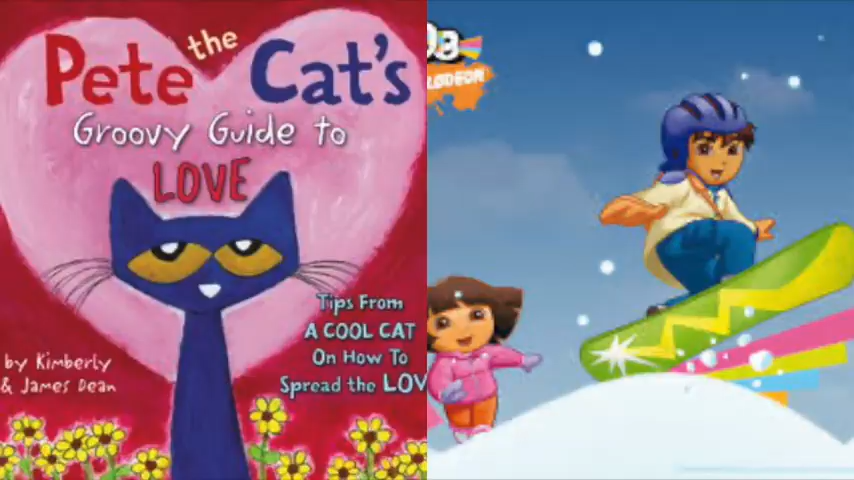 Pete the Cat's
Groovy Guide to
LOVE
Tips From
A COOL CAT
On How To
Spread the LOV
by Kimberly
& James Dean